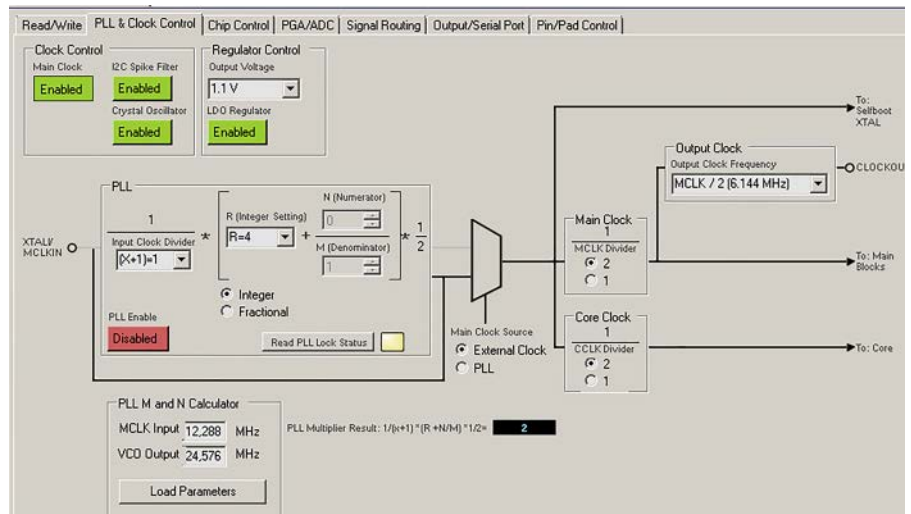 Read/Write PLL & Clock Control Chip Control PGA/ADC Signal Routing Output/Serial Port Pin/Pad Control
Clock Control
Main Clock
Enabled
I2C Spike Filter
Enabled
Crystal Oscillator
Enabled
Regulator Control
Output Voltage
1.1 V
LDO Regulator
Enabled
To:
Selfboot
XTAL
Output Clock
Output Clock Frequency
MCLK / 2 (6.144 MHz)
CLOCKOU
PLL
XTALI/
MCLKIN
1
Input Clock Divider
(X+1)=1
*
R (Integer Setting)
R=4
+
N (Numerator)
0
M (Denominator)
1
*
1
2
Integer
Fractional
PLL Enable
Disabled
Read PLL Lock Status
Main Clock Source
External Clock
PLL
Main Clock
1
MCLK Divider
2
1
To: Main
Blocks
Core Clock
1
CCLK Divider
2
1
To: Core
PLL M and N Calculator
MCLK Input 12,288 MHz
VCO Output 24,576 MHz
Load Parameters
PLL Multiplier Result: 1/(x+1)*(R +N/M) *1/2= 2